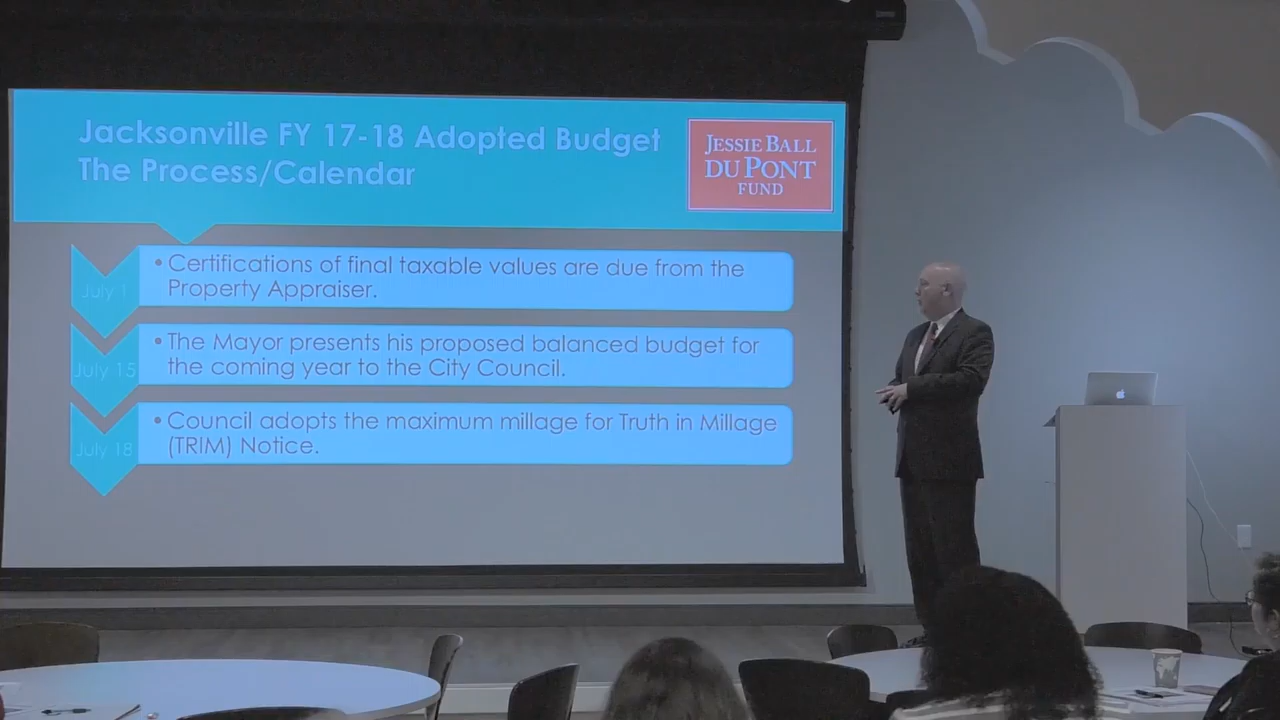 Jacksonville FY 17-18 Adopted Budget
The Process/Calendar
JESSIE BALL
DU PONT
FUND
July 1
• Certifications of final taxable values are due from the
Property Appraiser.
July 15
• The Mayor presents his proposed balanced budget for
the coming year to the City Council.
July 18
• Council adopts the maximum millage for Truth in Millage
(TRIM) Notice.